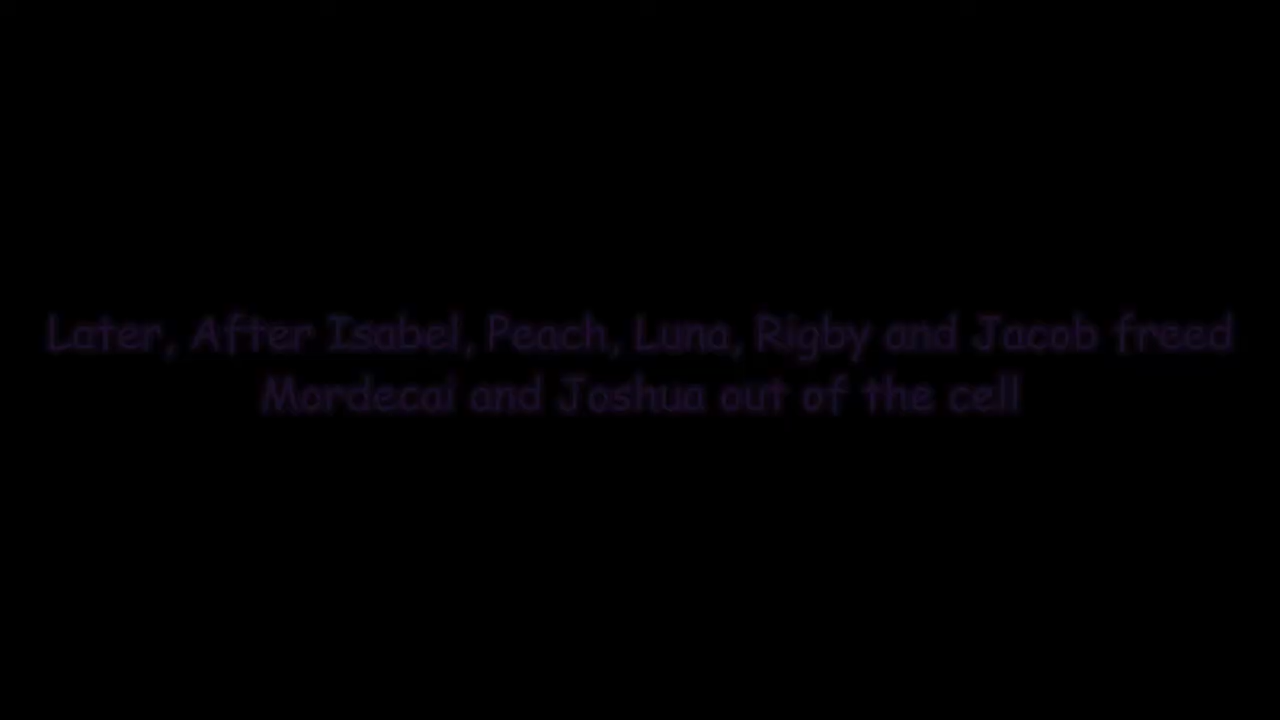 Later, After Isabel, Peach, Luna, Rigby and Jacob freed
Mordecai and Joshua out of the cell